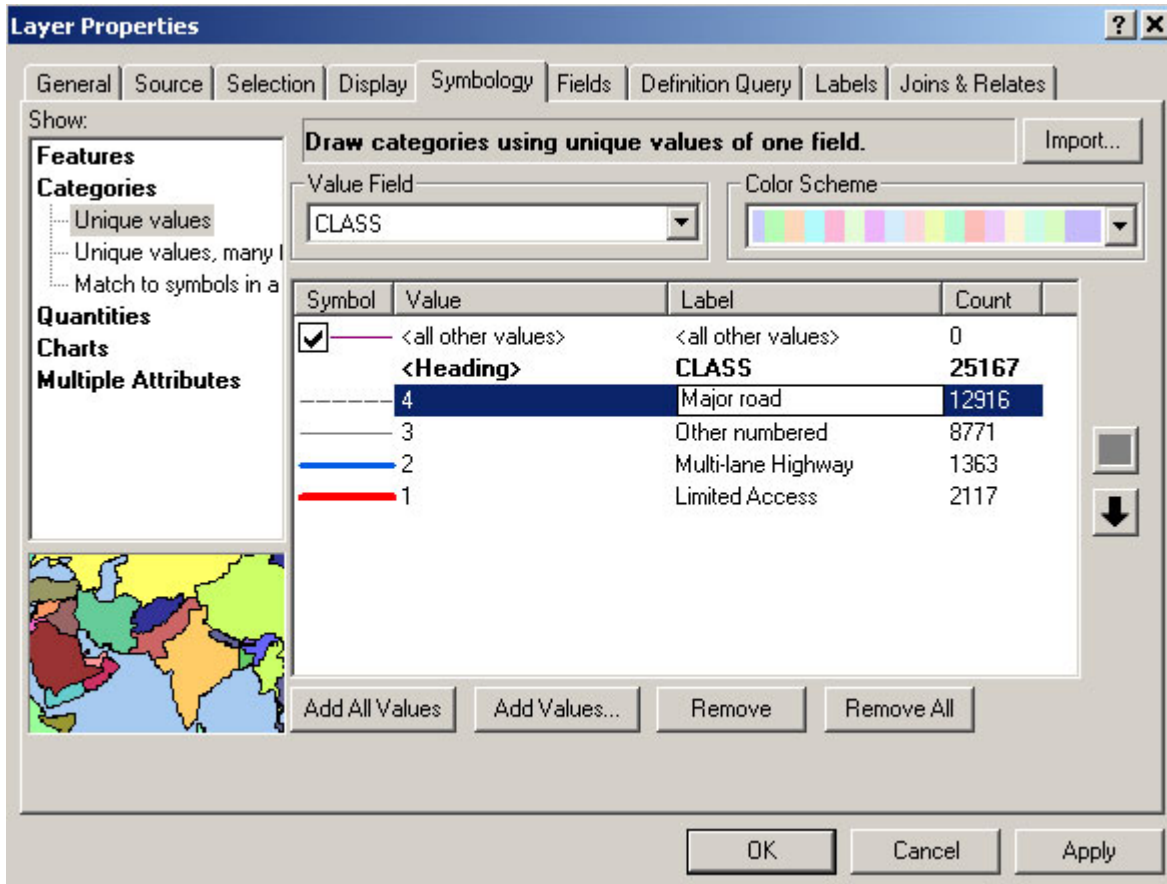 Layer Properties
General Source Selection Display Symbology Fields Definition Query Labels Joins & Relates
Show:
Features
Categories
Unique values
Unique values, many
Match to symbols in a
Quantities
Charts
Multiple Attributes
Draw categories using unique values of one field.
Import...
Value Field
CLASS
Color Scheme
Symbol Value Label Count
<all other values> <all other values> 0
<Heading> CLASS 25167
4 Major road 12916
3 Other numbered 8771
2 Multi-lane Highway 1363
1 Limited Access 2117
Add All Values Add Values... Remove Remove All
OK Cancel Apply